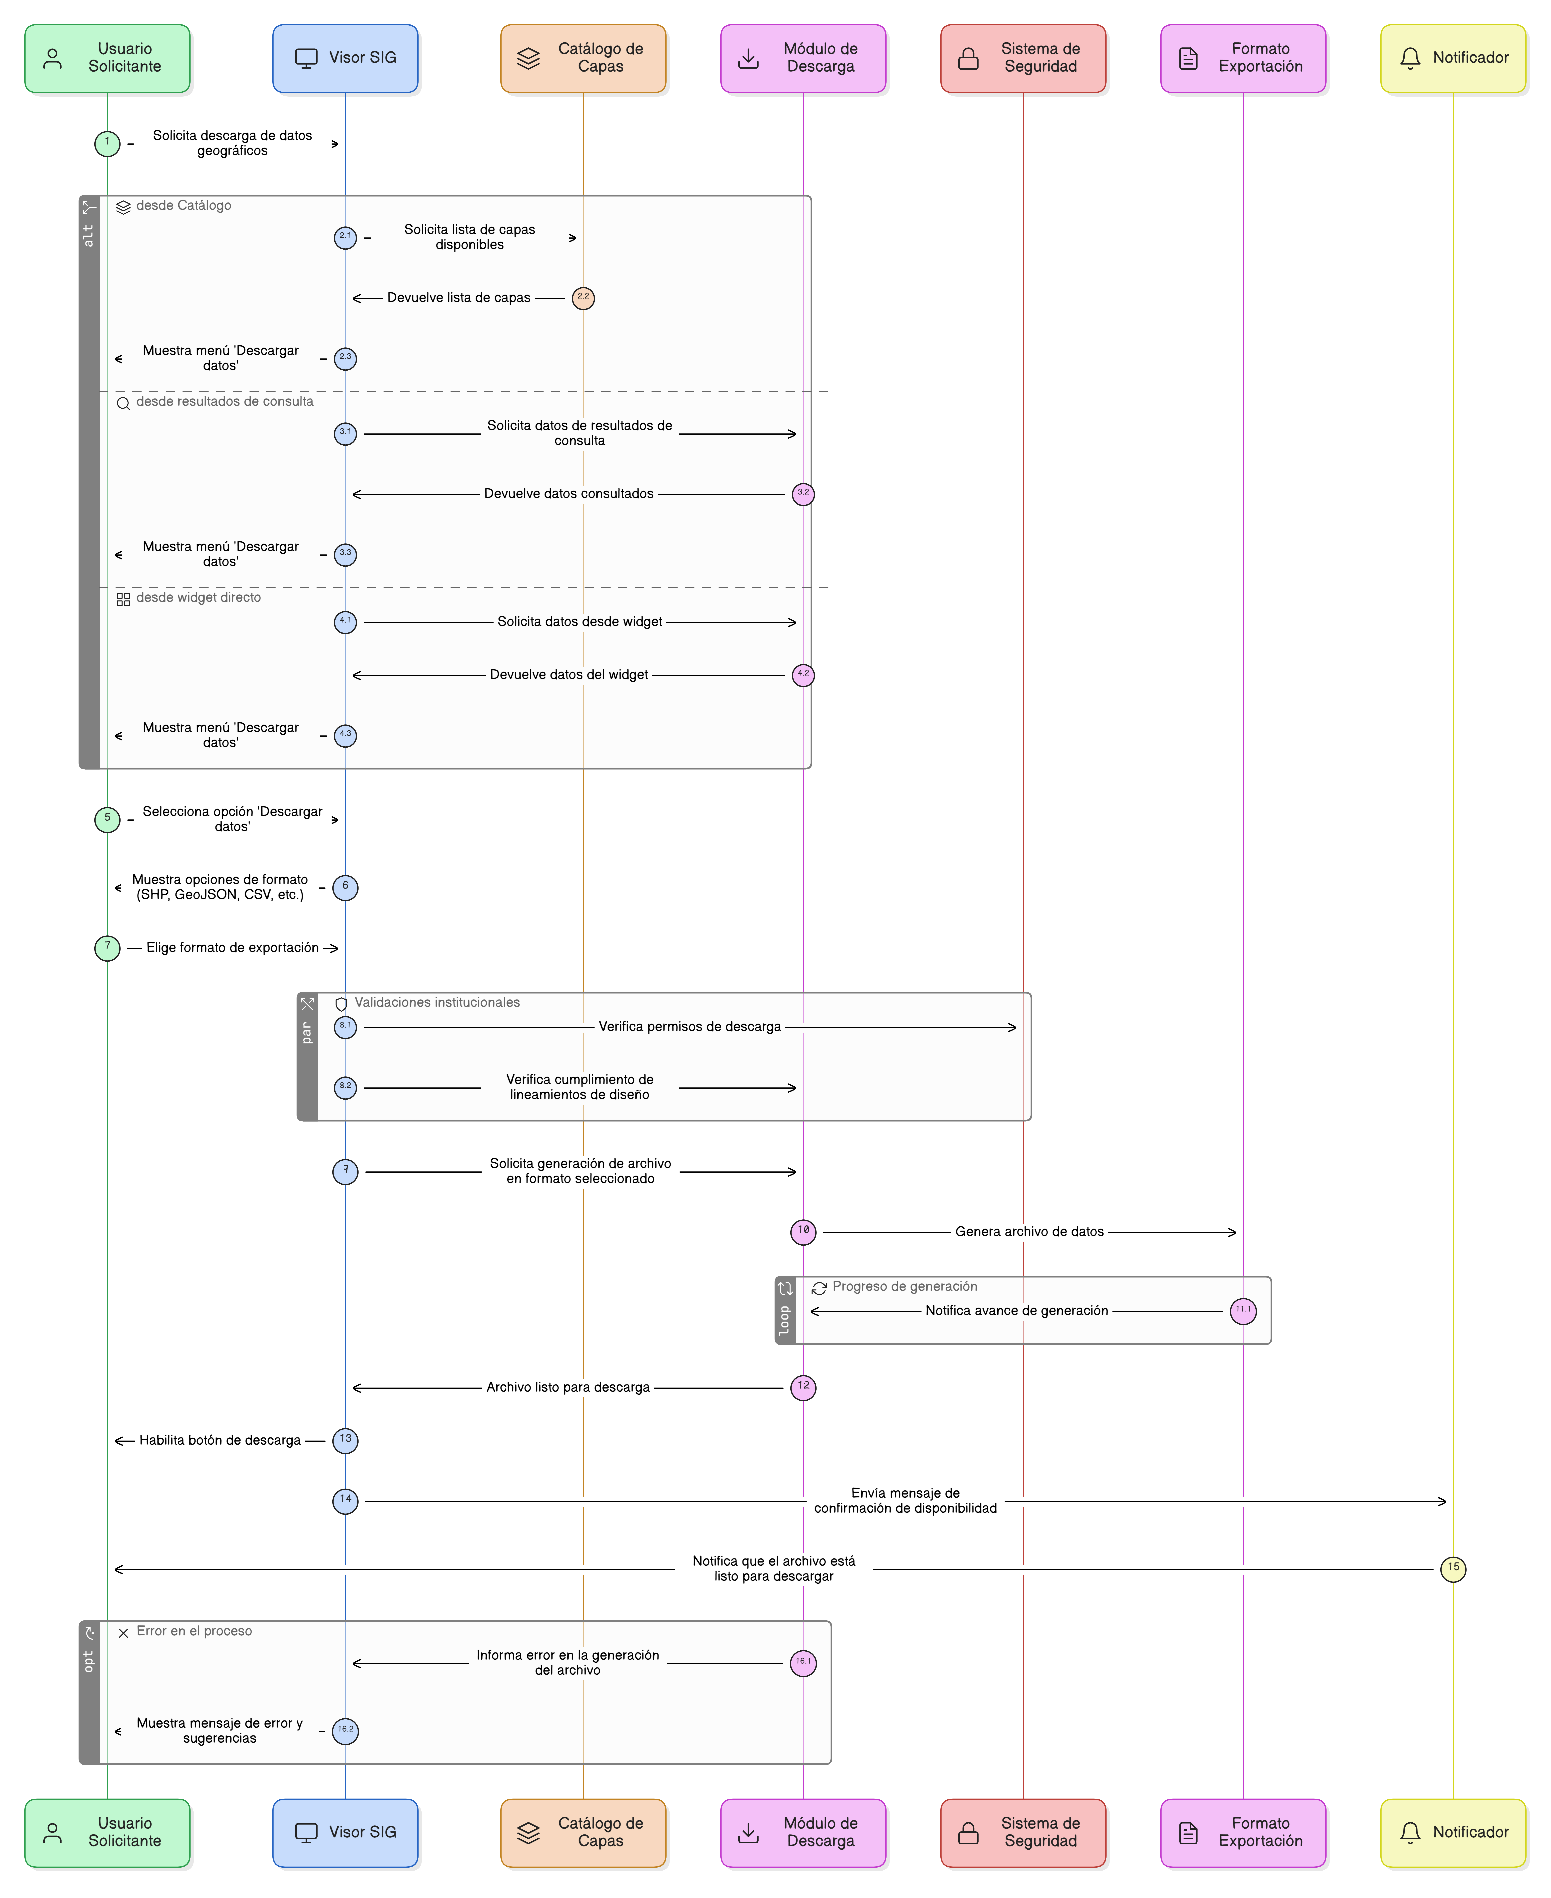 Usuario
Solicitante
Visor SIG
Catálogo de
Capas
Módulo de
Descarga
Sistema de
Seguridad
Formato
Exportación
Notificador
1
Solicita descarga de datos
geográficos
alt
desde Catálogo
2.1
Solicita lista de capas
disponibles
Devuelve lista de capas
2.2
Muestra menú 'Descargar
datos'
2.3
desde resultados de consulta
3.1
Solicita datos de resultados de
consulta
Devuelve datos consultados
3.2
Muestra menú 'Descargar
datos'
3.3
desde widget directo
4.1
Solicita datos desde widget
Devuelve datos del widget
4.2
Muestra menú 'Descargar
datos'
4.3
5
Selecciona opción 'Descargar
datos'
Muestra opciones de formato
(SHP, GeoJSON, CSV, etc.)
6
7
Elige formato de exportación
par
Validaciones institucionales
8.1
Verifica permisos de descarga
8.2
Verifica cumplimiento de
lineamientos de diseño
Solicita generación de archivo
en formato seleccionado
10
Genera archivo de datos
loop
Progreso de generación
Notifica avance de generación
11.1
Archivo listo para descarga
12
Habilita botón de descarga
13
14
Envía mensaje de
confirmación de disponibilidad
Notifica que el archivo está
listo para descargar
15
opt
Error en el proceso
Informa error en la generación
del archivo
16.1
Muestra mensaje de error y
sugerencias
16.2
Usuario
Solicitante
Visor SIG
Catálogo de
Capas
Módulo de
Descarga
Sistema de
Seguridad
Formato
Exportación
Notificador